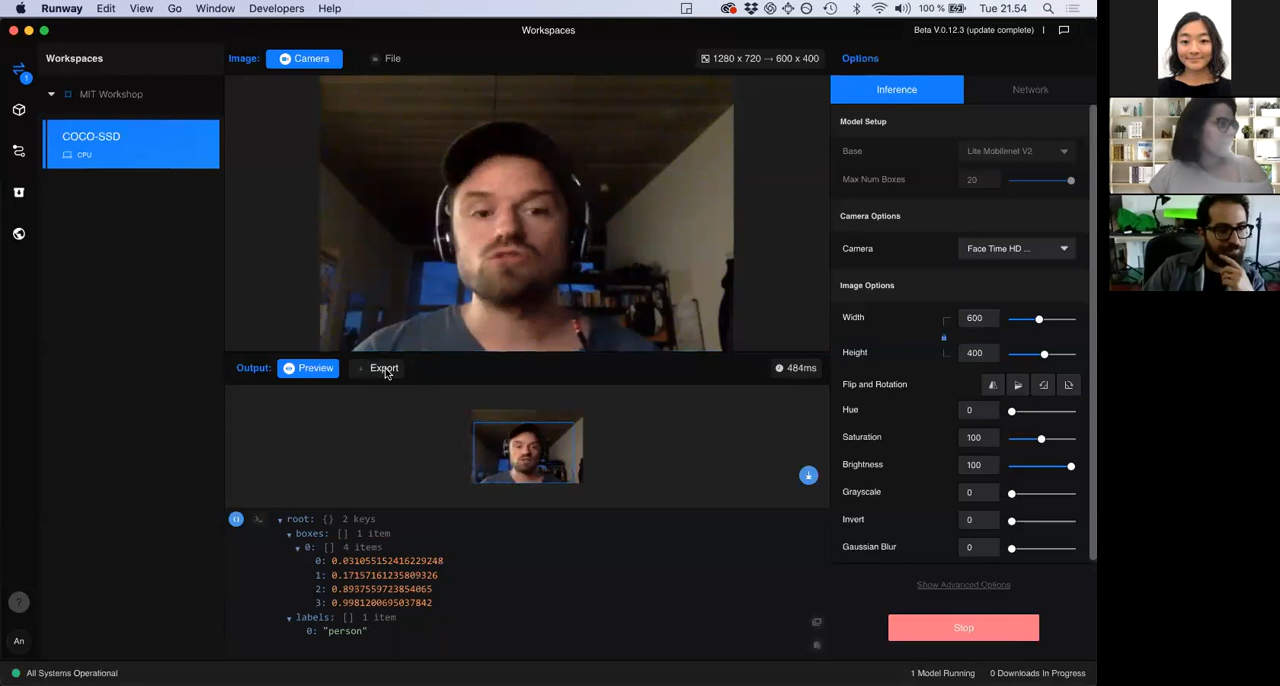 Runway Edit View Go Window Developers Help
100 % Tue 21.54
Workspaces
Beta V.0.12.3 (update complete)
Workspaces
Image: Camera File
1280 x 720 → 600 x 400
Options
1
MIT Workshop
COCO-SSD
CPU
Inference Network
Model Setup
Base Lite Mobilenet V2
Max Num Boxes 20
Camera Options
Camera Face Time HD ...
Image Options
Width 600
Height 400
Flip and Rotation
Hue 0
Saturation 100
Brightness 100
Grayscale 0
Invert 0
Gaussian Blur 0
Show Advanced Options
Stop
Output: Preview Export
484ms
root: {} 2 keys
boxes: [] 1 item
0: [] 4 items
0: 0.031055152416229248
1: 0.17157161235809326
2: 0.8937559723854065
3: 0.9981200695037842
labels: [] 1 item
0: "person"
?
An
All Systems Operational
1 Model Running 0 Downloads In Progress